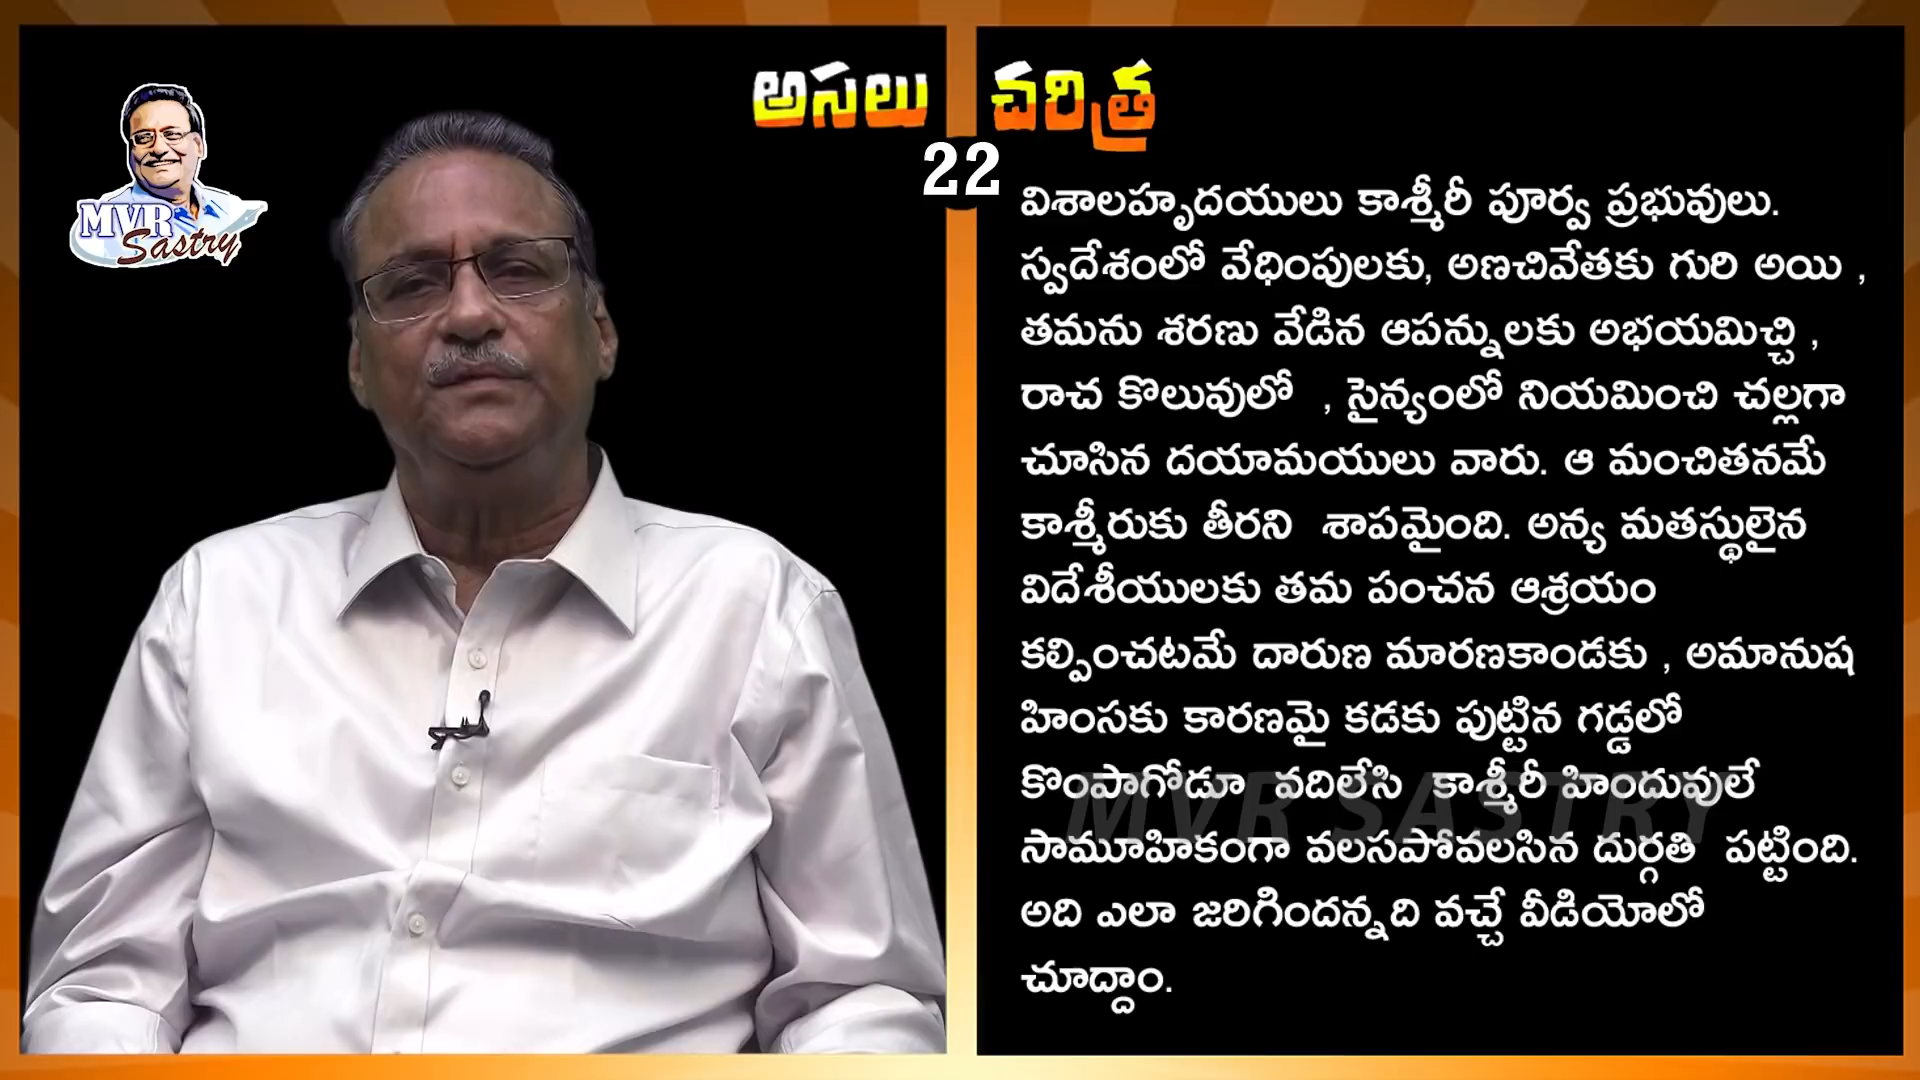 అసలు చరిత్ర
22
MVR
Sastry
విశాలహృదయులు కాశ్మీరీ పూర్వ ప్రభువులు.
స్వదేశంలో వేధింపులకు, అణచివేతకు గురి అయి ,
తమను శరణు వేడిన ఆపన్నులకు అభయమిచ్చి ,
రాచ కొలువులో , సైన్యంలో నియమించి చల్లగా
చూసిన దయామయులు వారు. ఆ మంచితనమే
కాశ్మీరుకు తీరని శాపమైంది. అన్య మతస్థులైన
విదేశీయులకు తమ పంచన ఆశ్రయం
కల్పించటమే దారుణ మారణకాండకు , అమానుష
హింసకు కారణమై కడకు పుట్టిన గడ్డలో
కొంపాగోడూ వదిలేసి కాశ్మీరీ హిందువులే
సామూహికంగా వలసపోవలసిన దుర్గతి పట్టింది.
అది ఎలా జరిగిందన్నది వచ్చే వీడియోలో
చూద్దాం.
MVR SASTRY